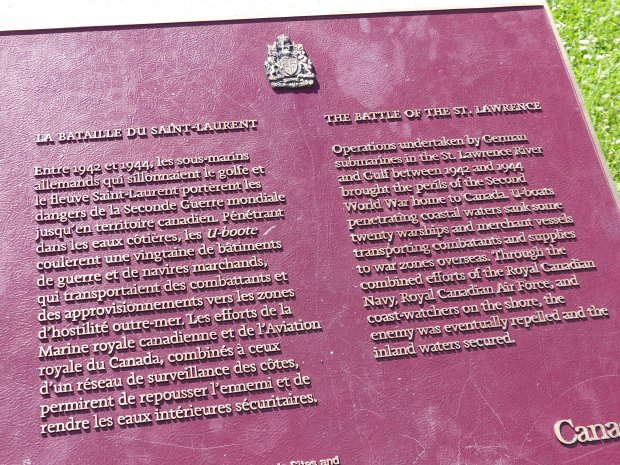 LA BATAILLE DU SAINT-LAURENT
Entre 1942 et 1944, les sous-marins
allemands qui sillonnaient le golfe et
le fleuve Saint-Laurent portèrent les
dangers de la Seconde Guerre mondiale
jusqu'en territoire canadien. Pénétrant
dans les eaux côtières, les U-boote
coulèrent une vingtaine de bâtiments
de guerre et de navires marchands,
qui transportaient des combattants et
des approvisionnements vers les zones
d'hostilité outre-mer. Les efforts de la
Marine royale canadienne et de l'Aviation
royale du Canada, combinés à ceux
d'un réseau de surveillance des côtes,
permirent de repousser l'ennemi et de
rendre les eaux intérieures sécuritaires.
THE BATTLE OF THE ST. LAWRENCE
Operations undertaken by German
submarines in the St. Lawrence River
and Gulf between 1942 and 1944
brought the perils of the Second
World War home to Canada. U-boats
penetrating coastal waters sank some
twenty warships and merchant vessels
transporting combatants and supplies
to war zones overseas. Through the
combined efforts of the Royal Canadian
Navy, Royal Canadian Air Force, and
coast-watchers on the shore, the
enemy was eventually repelled and the
inland waters secured.
Cana